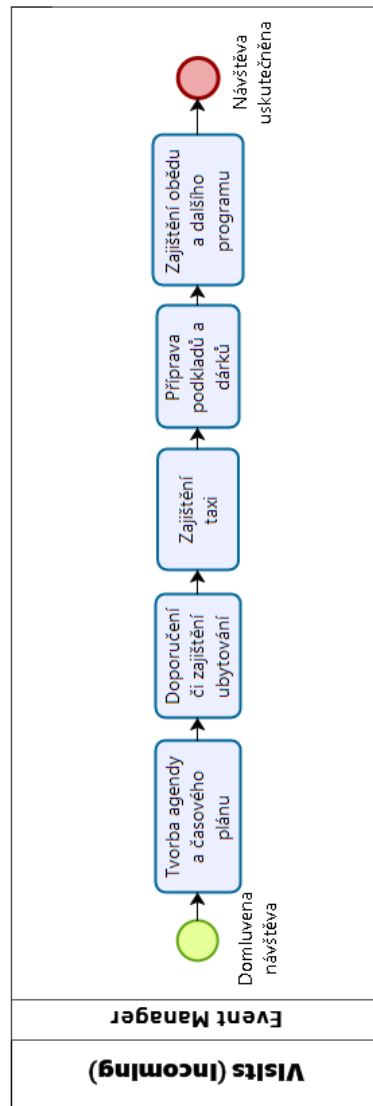 Visits (Incoming)
Event Manager
Domluvena
návštěva
Tvorba agendy
a časového
plánu
Doporučení
či zajištění
ubytování
Zajištění
taxi
Příprava
podkladů a
dárků
Zajištění obědu
a dalšího
programu
Návštěva
uskutečněna